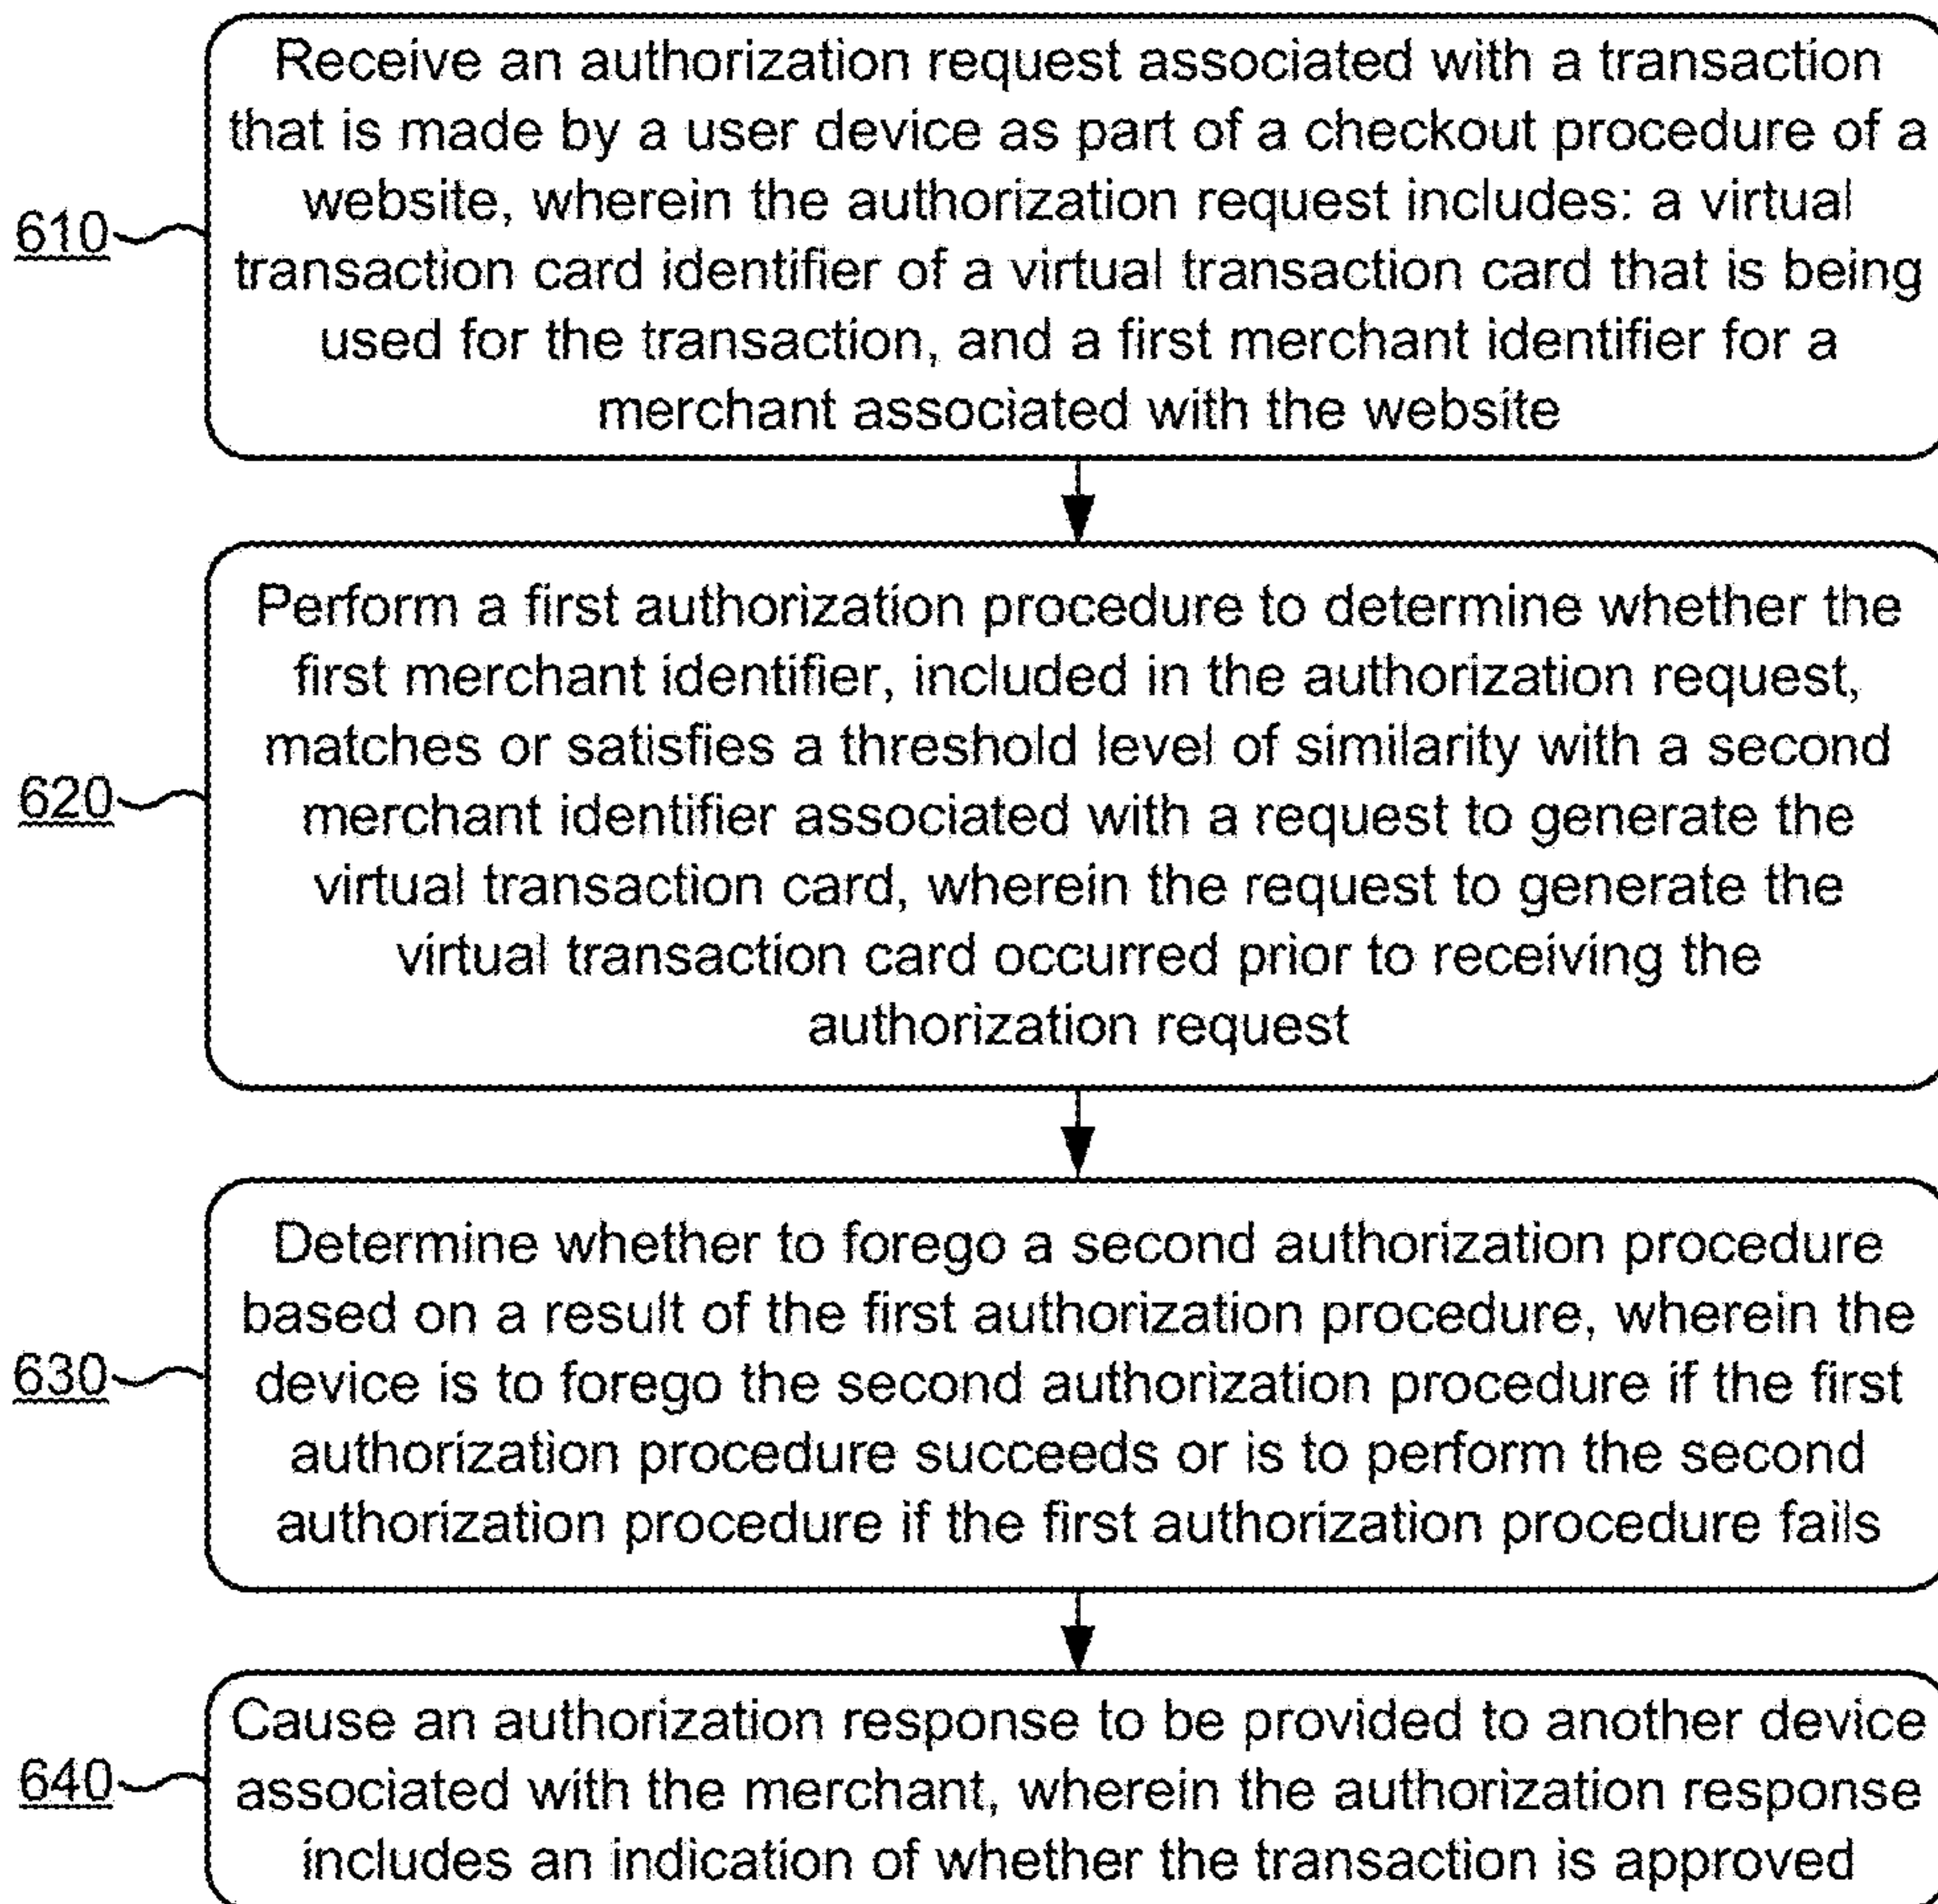 Receive an authorization request associated with a transaction
that is made by a user device as part of a checkout procedure of a
website, wherein the authorization request includes: a virtual
610
transaction card identifier of a virtual transaction card that is being
used for the transaction, and a first merchant identifier for a
merchant associated with the website
Perform a first authorization procedure to determine whether the
first merchant identifier, included in the authorization request,
matches or satisfies a threshold level of similarity with a second
620
merchant identifier associated with a request to generate the
virtual transaction card, wherein the request to generate the
virtual transaction card occurred prior to receiving the
authorization request
Determine whether to forego a second authorization procedure
based on a result of the first authorization procedure, wherein the
630
device is to forego the second authorization procedure if the first
authorization procedure succeeds or is to perform the second
authorization procedure if the first authorization procedure fails
Cause an authorization response to be provided to another device
640
associated with the merchant, wherein the authorization response
includes an indication of whether the transaction is approved